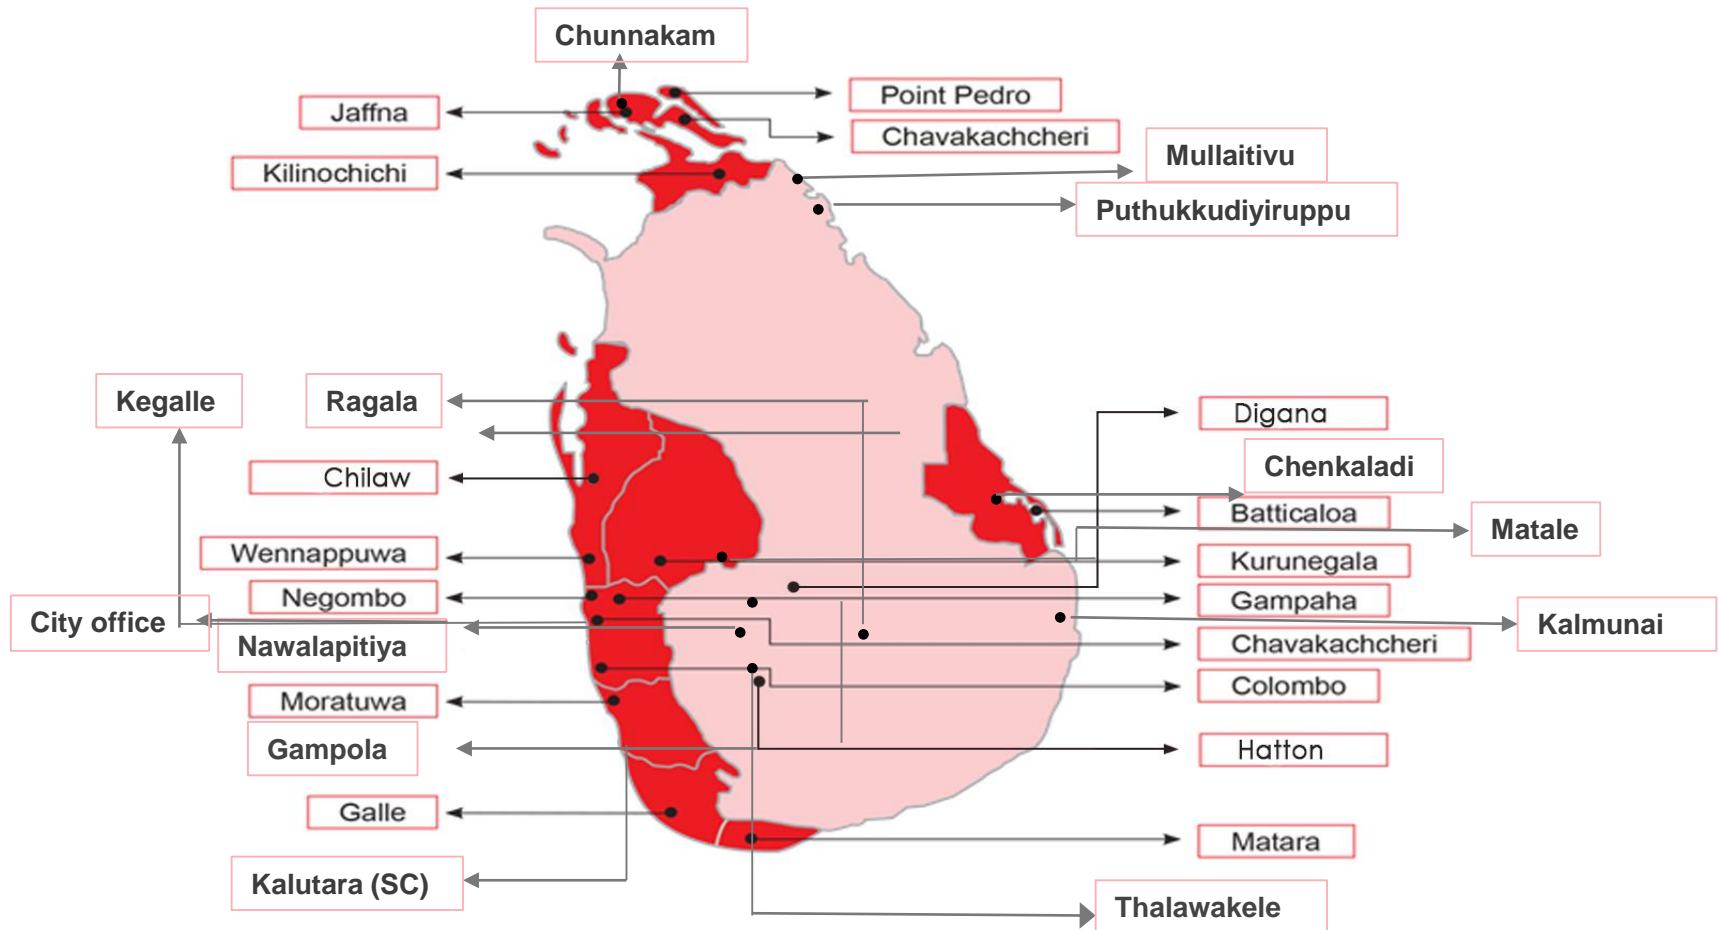 Chunnakam
Jaffna
Point Pedro
Chavakachcheri
Mullaitivu
Kilinochichi
Puthukkudiyiruppu
Kegalle
Ragala
Digana
Chenkaladi
Chilaw
Batticaloa
Matale
Wennappuwa
Kurunegala
Negombo
Gampaha
City office
Kalmunai
Nawalapitiya
Chavakachcheri
Colombo
Moratuwa
Gampola
Hatton
Galle
Matara
Kalutara (SC)
Thalawakele